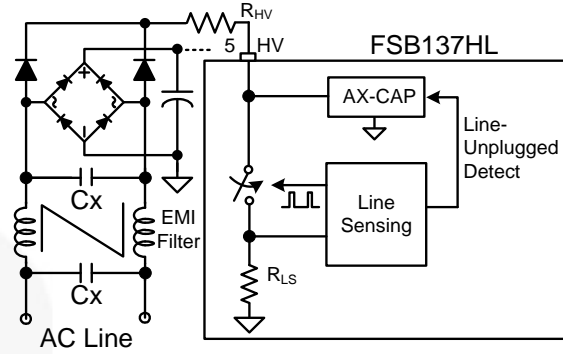 RHV
5 HV
FSB137HL
AX-CAP
Line-
Unplugged
Detect
Cx
EMI
Filter
Line
Sensing
RLS
Cx
AC Line